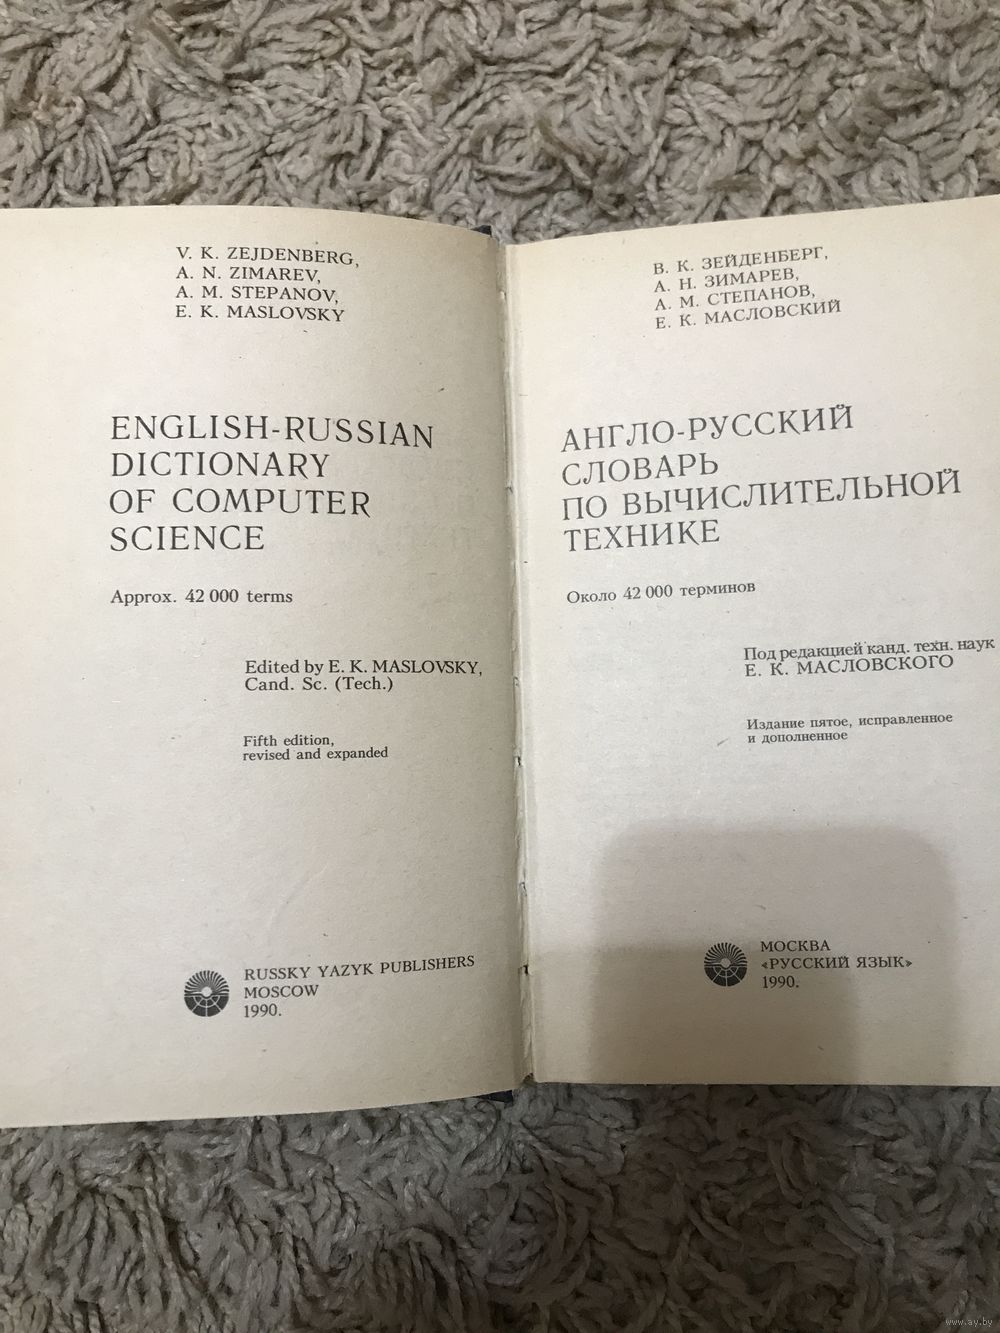 V. K. ZEJDENBERG,
A. N. ZIMAREV,
A. M. STEPANOV,
E. K. MASLOVSKY
ENGLISH-RUSSIAN
DICTIONARY
OF COMPUTER
SCIENCE
Approx. 42 000 terms
Edited by E. K. MASLOVSKY,
Cand. Sc. (Tech.)
Fifth edition,
revised and expanded
RUSSKY YAZYK PUBLISHERS
MOSCOW
1990.
В. К. ЗЕЙДЕНБЕРГ,
А. Н. ЗИМАРЕВ,
А. М. СТЕПАНОВ,
Е. К. МАСЛОВСКИЙ
АНГЛО-РУССКИЙ
СЛОВАРЬ
ПО ВЫЧИСЛИТЕЛЬНОЙ
ТЕХНИКЕ
Около 42 000 терминов
Под редакцией канд. техн. наук
Е. К. МАСЛОВСКОГО
Издание пятое, исправленное
и дополненное
МОСКВА
«РУССКИЙ ЯЗЫК»
1990.
www.ay.by